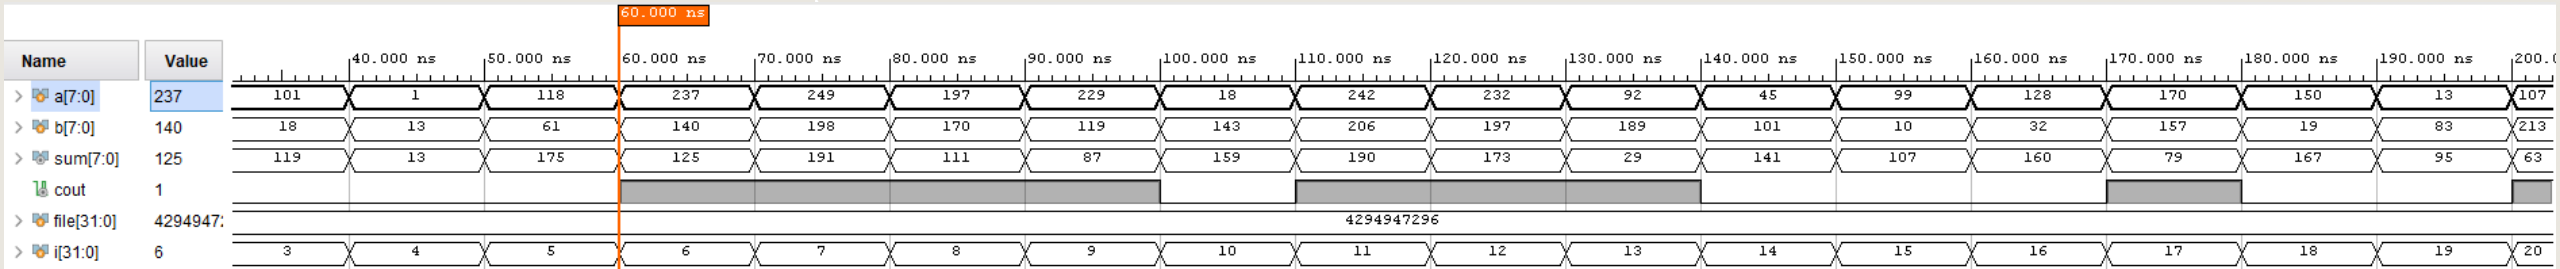 60.000 ns
Name Value 40.000 ns 50.000 ns 60.000 ns 70.000 ns 80.000 ns 90.000 ns 100.000 ns 110.000 ns 120.000 ns 130.000 ns 140.000 ns 150.000 ns 160.000 ns 170.000 ns 180.000 ns 190.000 ns 200.0
a[7:0] 237 101 1 118 237 249 197 229 18 242 232 92 45 99 128 170 150 13 107
b[7:0] 140 18 13 61 140 198 170 119 143 206 197 189 101 10 32 157 19 83 213
sum[7:0] 125 119 13 175 125 191 111 87 159 190 173 29 141 107 160 79 167 95 63
cout 1
file[31:0] 42949472 4294947296
i[31:0] 6 3 4 5 6 7 8 9 10 11 12 13 14 15 16 17 18 19 20